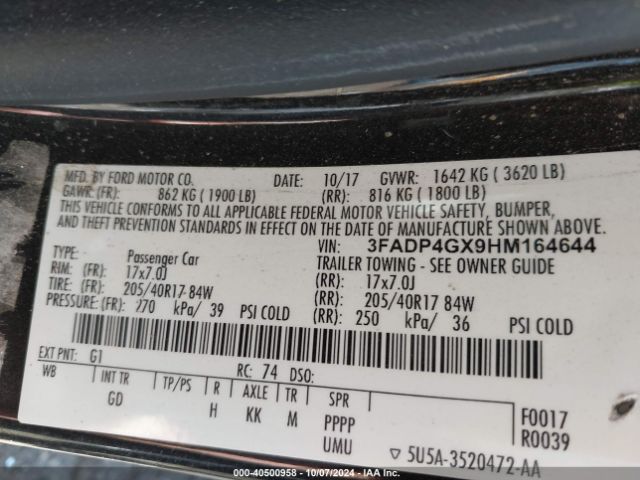 MFD. BY FORD MOTOR CO. DATE: 10/17 GVWR: 1642 KG ( 3620 LB)
GAWR: (FR): 862 KG ( 1900 LB) (RR): 816 KG ( 1800 LB)
THIS VEHICLE CONFORMS TO ALL APPLICABLE FEDERAL MOTOR VEHICLE SAFETY, BUMPER,
AND THEFT PREVENTION STANDARDS IN EFFECT ON THE DATE OF MANUFACTURE SHOWN ABOVE.
VIN: 3FADP4GX9HM164644
TYPE: Passenger Car TRAILER TOWING - SEE OWNER GUIDE
RIM: (FR): 17x7.0J (RR): 17x7.0J
TIRE: (FR): 205/40R17 84W (RR): 205/40R17 84W
PRESSURE: (FR): 270 kPa/ 39 PSI COLD (RR): 250 kPa/ 36 PSI COLD
EXT PNT: G1 RC: 74 DSO:
WB INT TR TP/PS R AXLE TR SPR
GD H KK M PPPP
UMU
F0017
R0039
▽ 5U5A-3520472-AA
000 - 40500958 - 10/07/2024 - IAA Inc.